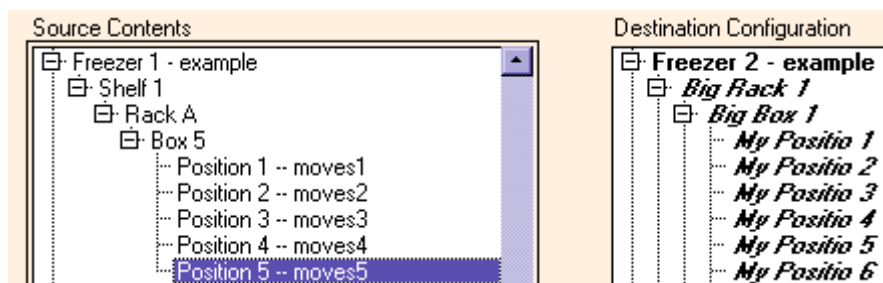 Source Contents
Freezer 1 - example
Shelf 1
Rack A
Box 5
Position 1 -- moves1
Position 2 -- moves2
Position 3 -- moves3
Position 4 -- moves4
Position 5 -- moves5
Destination Configuration
Freezer 2 - example
Big Rack 1
Big Box 1
My Positio 1
My Positio 2
My Positio 3
My Positio 4
My Positio 5
My Positio 6